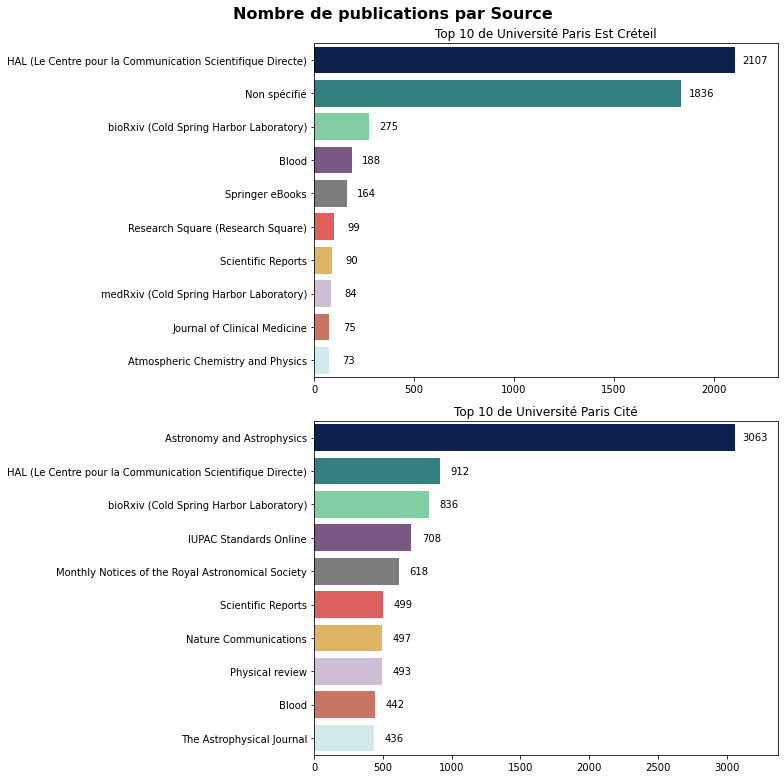 Nombre de publications par Source
Top 10 de Université Paris Est Créteil
HAL (Le Centre pour la Communication Scientifique Directe) 2107
Non spécifié 1836
bioRxiv (Cold Spring Harbor Laboratory) 275
Blood 188
Springer eBooks 164
Research Square (Research Square) 99
Scientific Reports 90
medRxiv (Cold Spring Harbor Laboratory) 84
Journal of Clinical Medicine 75
Atmospheric Chemistry and Physics 73
0 500 1000 1500 2000
Top 10 de Université Paris Cité
Astronomy and Astrophysics 3063
HAL (Le Centre pour la Communication Scientifique Directe) 912
bioRxiv (Cold Spring Harbor Laboratory) 836
IUPAC Standards Online 708
Monthly Notices of the Royal Astronomical Society 618
Scientific Reports 499
Nature Communications 497
Physical review 493
Blood 442
The Astrophysical Journal 436
0 500 1000 1500 2000 2500 3000